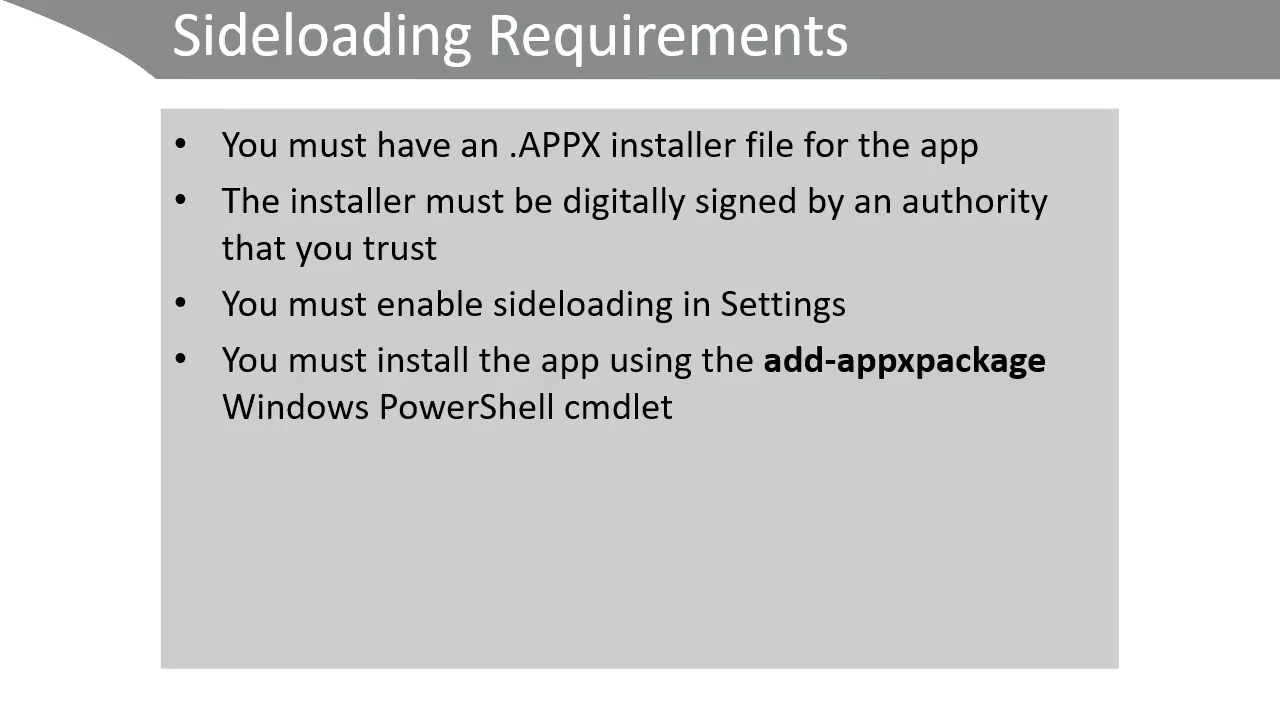 Sideloading Requirements
• You must have an .APPX installer file for the app
• The installer must be digitally signed by an authority
that you trust
• You must enable sideloading in Settings
• You must install the app using the add-appxpackage
Windows PowerShell cmdlet